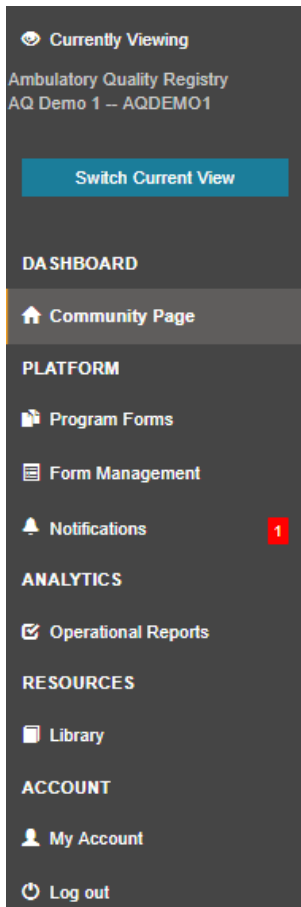 Currently Viewing
Ambulatory Quality Registry
AQ Demo 1 -- AQDEMO1
Switch Current View
DASHBOARD
Community Page
PLATFORM
Program Forms
Form Management
Notifications 1
ANALYTICS
Operational Reports
RESOURCES
Library
ACCOUNT
My Account
Log out